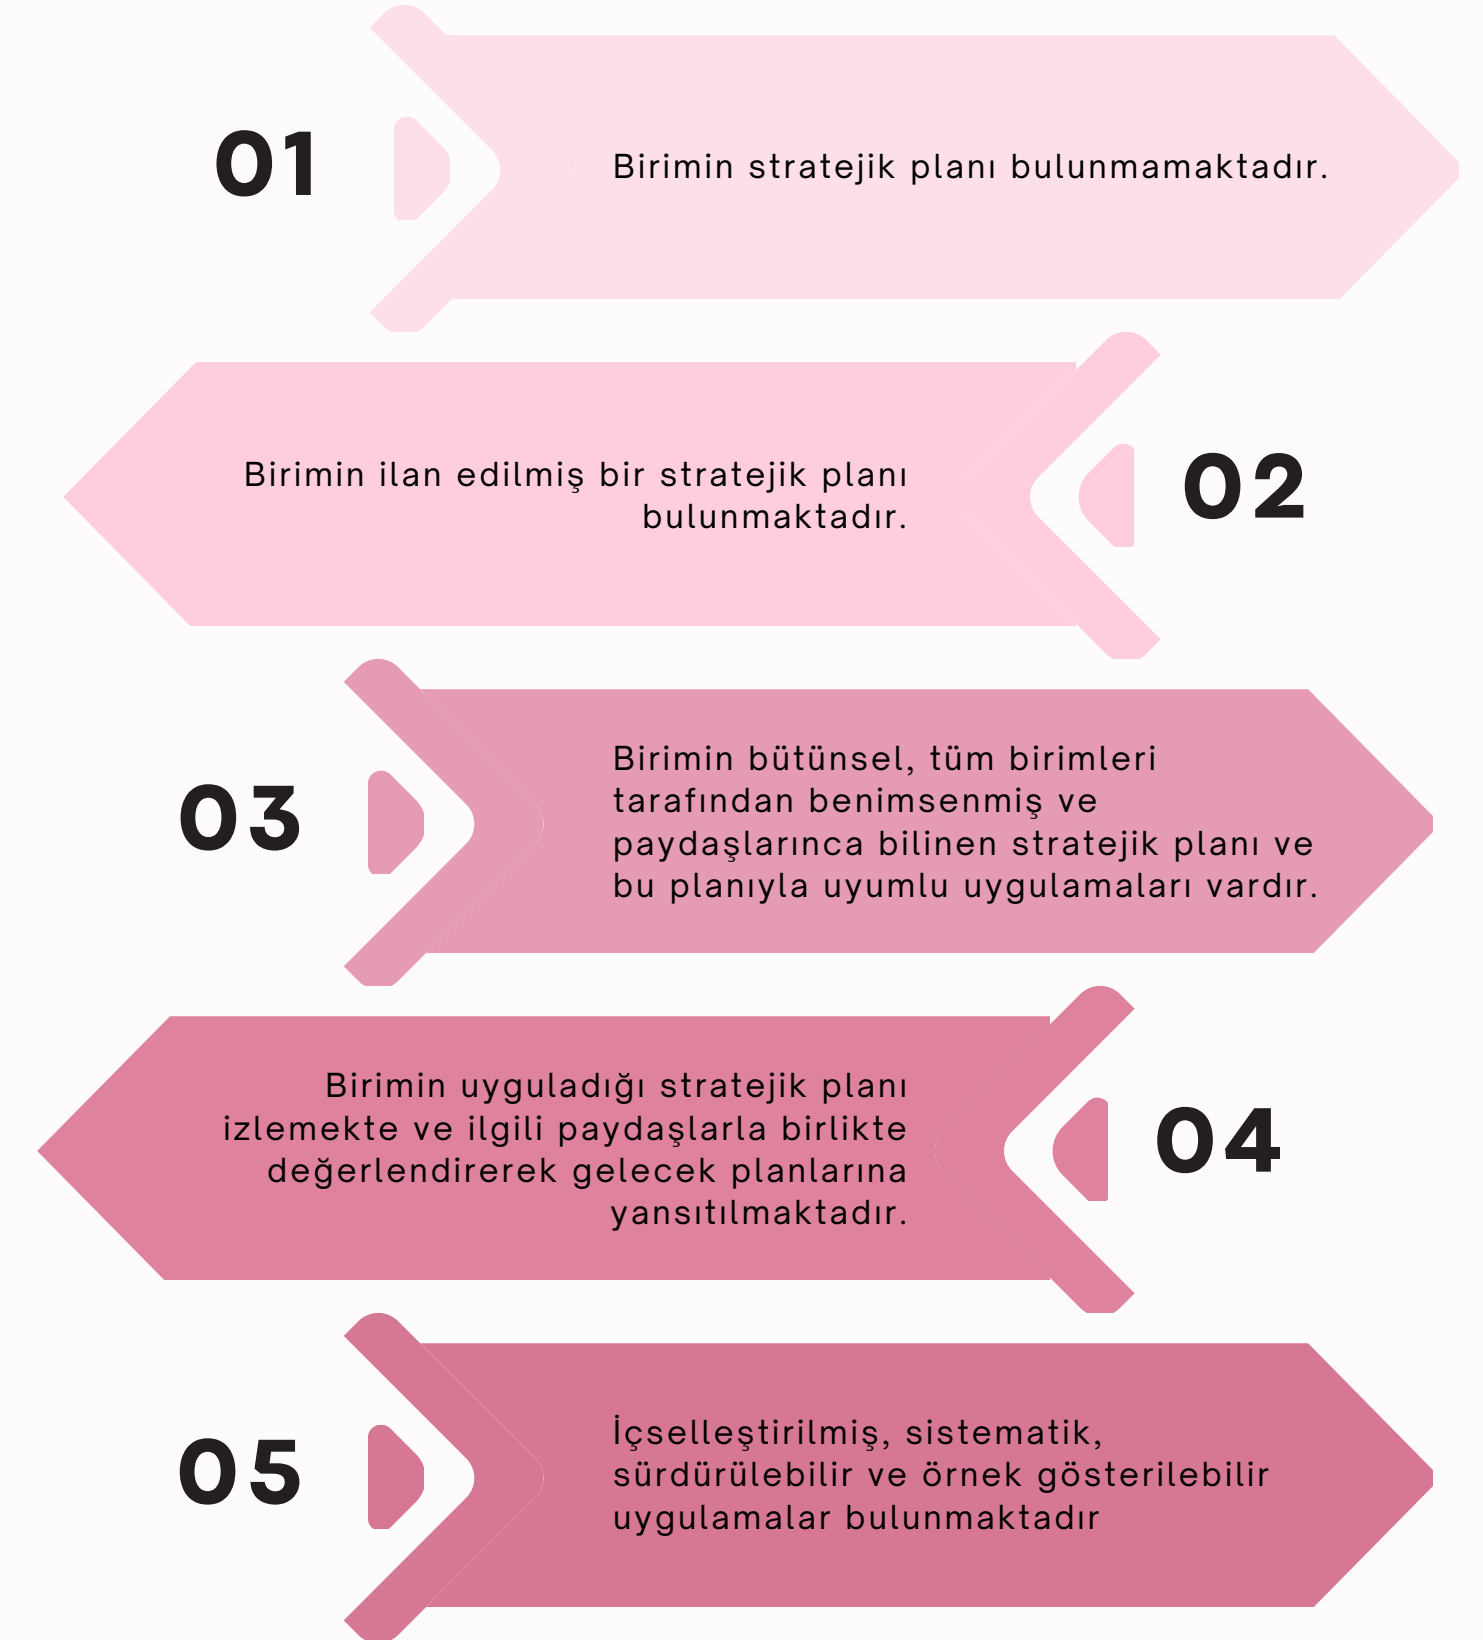 01
Birimin stratejik planı bulunmamaktadır.
Birimin ilan edilmiş bir stratejik planı
bulunmaktadır.
02
03
Birimin bütünsel, tüm birimleri
tarafından benimsenmiş ve
paydaşlarınca bilinen stratejik planı ve
bu planıyla uyumlu uygulamaları vardır.
Birimin uyguladığı stratejik planı
izlemekte ve ilgili paydaşlarla birlikte
değerlendirerek gelecek planlarına
yansıtılmaktadır.
04
05
İçselleştirilmiş, sistematik,
sürdürülebilir ve örnek gösterilebilir
uygulamalar bulunmaktadır